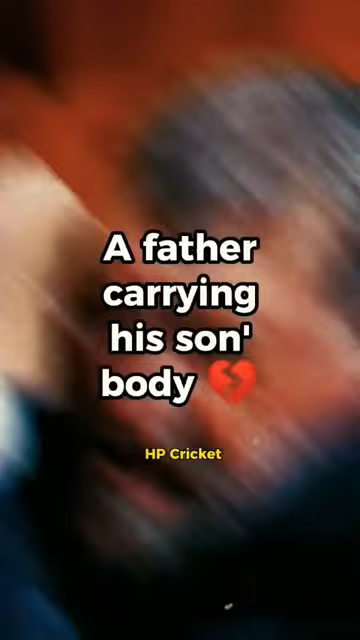 A father
carrying
his son'
body 💔
HP Cricket